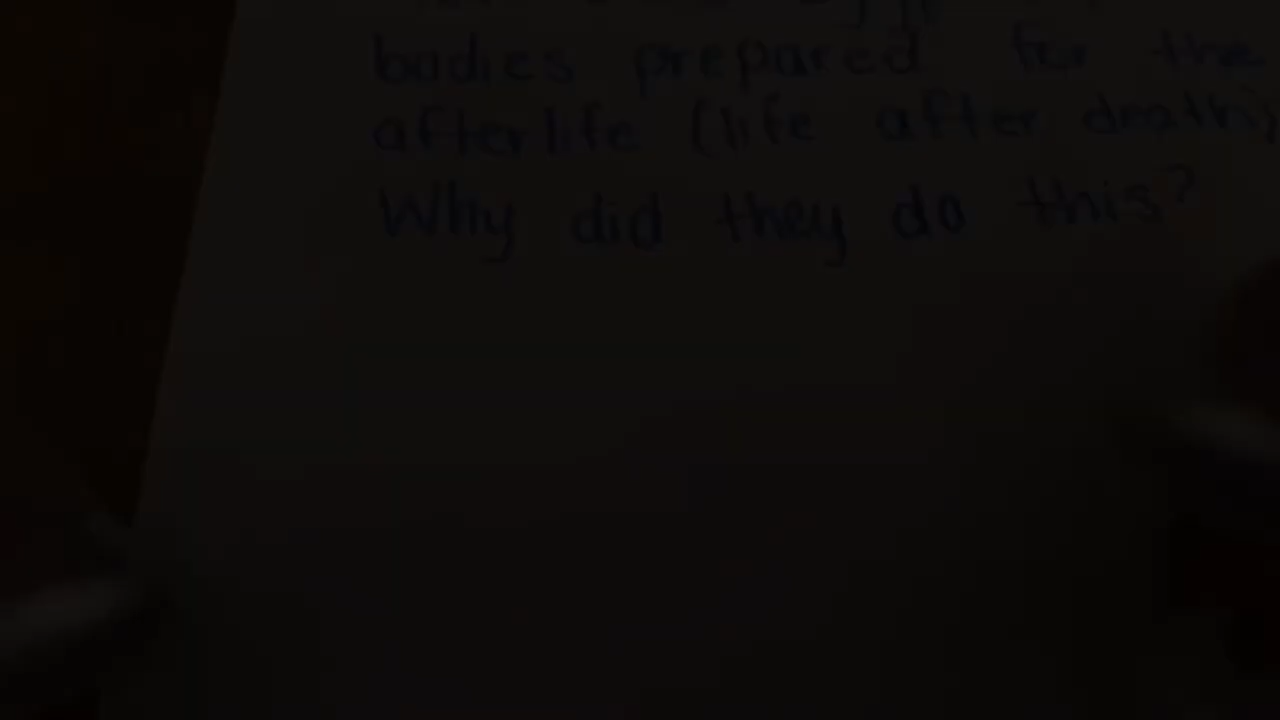 bodies prepared for the
afterlife (life after death)
Why did they do this?